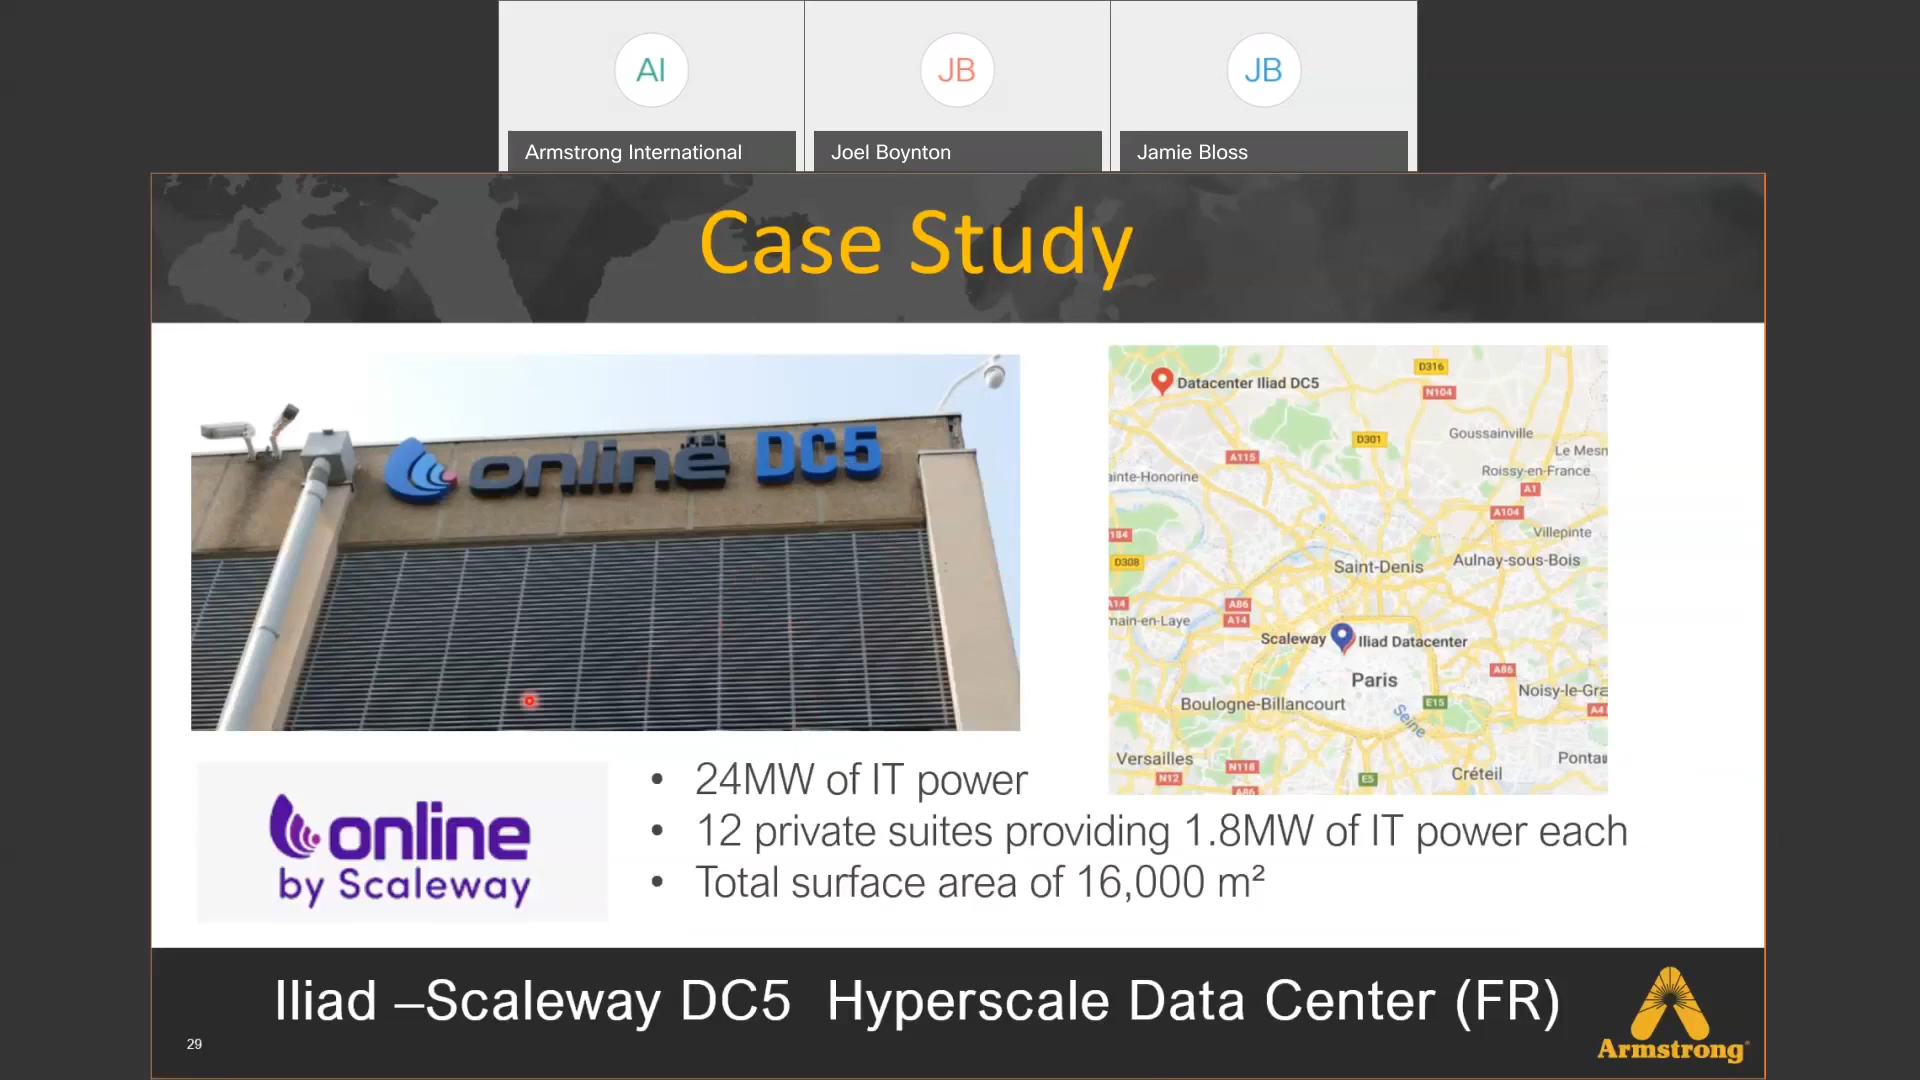 AI
JB
JB
Armstrong International
Joel Boynton
Jamie Bloss
Case Study
online.net DC5
Datacenter Iliad DC5
D316
N104
Goussainville
D301
Le Mesn
A115
Roissy-en-France
ainte-Honorine
A1
A104
184
Villepinte
D308
Saint-Denis
Aulnay-sous-Bois
A14
A86
A14
main-en-Laye
Scaleway
Iliad Datacenter
A86
Paris
Noisy-le-Gra
Boulogne-Billancourt
E15
A4
Seine
Versailles
N118
Pontau
N12
E5
Créteil
A86
online
by Scaleway
• 24MW of IT power
• 12 private suites providing 1.8MW of IT power each
• Total surface area of 16,000 m²
Iliad –Scaleway DC5 Hyperscale Data Center (FR)
29
Armstrong®